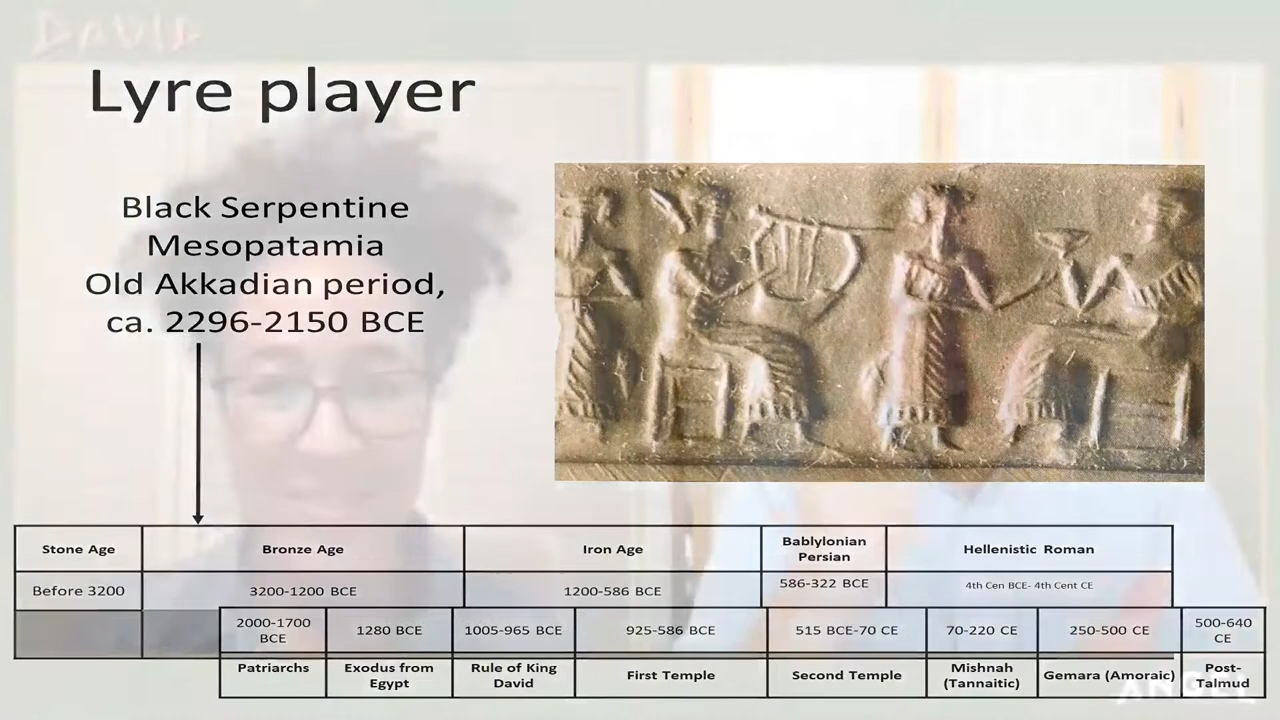 DAVID
Lyre player
Black Serpentine
Mesopatamia
Old Akkadian period,
ca. 2296-2150 BCE
Stone Age
Bronze Age
Iron Age
Bablylonian
Persian
Hellenistic Roman
Before 3200
3200-1200 BCE
1200-586 BCE
586-322 BCE
4th Cen BCE- 4th Cent CE
2000-1700
BCE
1280 BCE
1005-965 BCE
925-586 BCE
515 BCE-70 CE
70-220 CE
250-500 CE
500-640
CE
Patriarchs
Exodus from
Egypt
Rule of King
David
First Temple
Second Temple
Mishnah
(Tannaitic)
Gemara (Amoraic)
Post-
Talmud
ANGEL